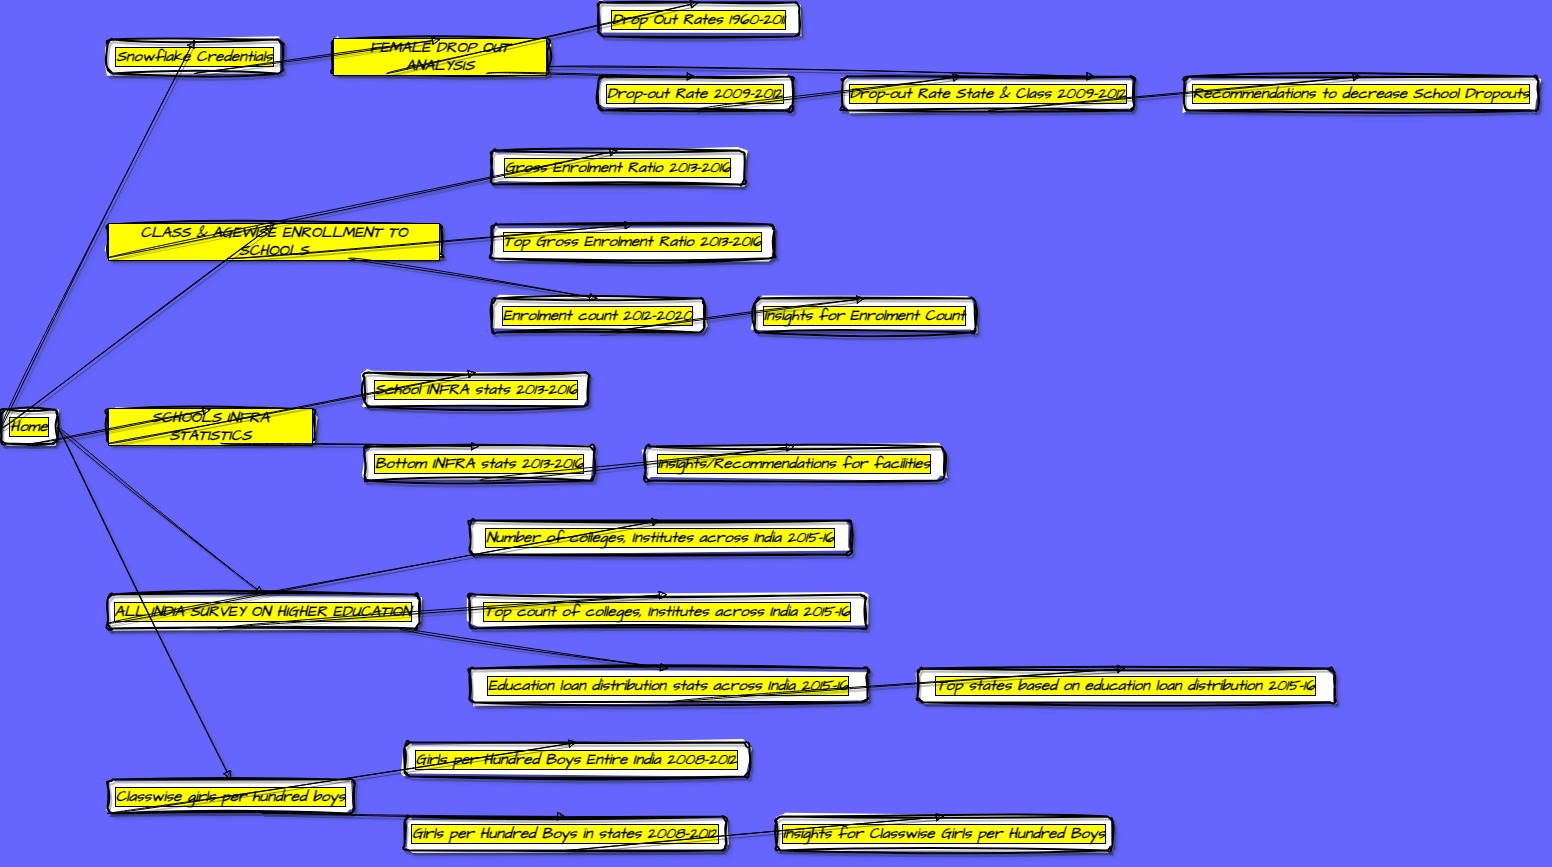 Drop Out Rates 1960-2011
Snowflake Credentials
FEMALE DROP OUT
ANALYSIS
Drop-out Rate 2009-2012
Drop-out Rate State & Class 2009-2012
Recommendations to decrease School Dropouts
Gross Enrolment Ratio 2013-2016
CLASS & AGEWISE ENROLLMENT TO
SCHOOLS
Top Gross Enrolment Ratio 2013-2016
Enrolment count 2012-2020
Insights for Enrolment Count
School INFRA stats 2013-2016
Home
SCHOOLS INFRA
STATISTICS
Bottom INFRA stats 2013-2016
Insights/Recommendations for facilities
Number of colleges, Institutes across India 2015-16
ALL INDIA SURVEY ON HIGHER EDUCATION
Top count of colleges, Institutes across India 2015-16
Education loan distribution stats across India 2015-16
Top states based on education loan distribution 2015-16
Girls per Hundred Boys Entire India 2008-2012
Classwise girls per hundred boys
Girls per Hundred Boys in states 2008-2012
Insights for Classwise Girls per Hundred Boys